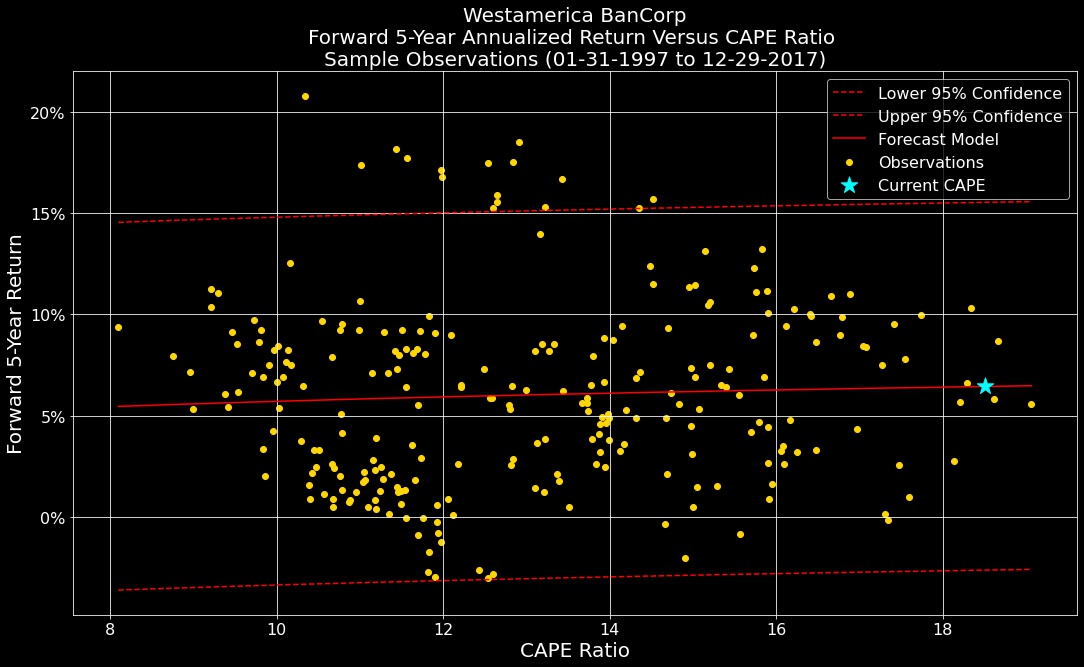 Westamerica BanCorp
Forward 5-Year Annualized Return Versus CAPE Ratio
Sample Observations (01-31-1997 to 12-29-2017)
Lower 95% Confidence
Upper 95% Confidence
Forecast Model
Observations
Current CAPE
Forward 5-Year Return
20%
15%
10%
5%
0%
8 10 12 14 16 18
CAPE Ratio